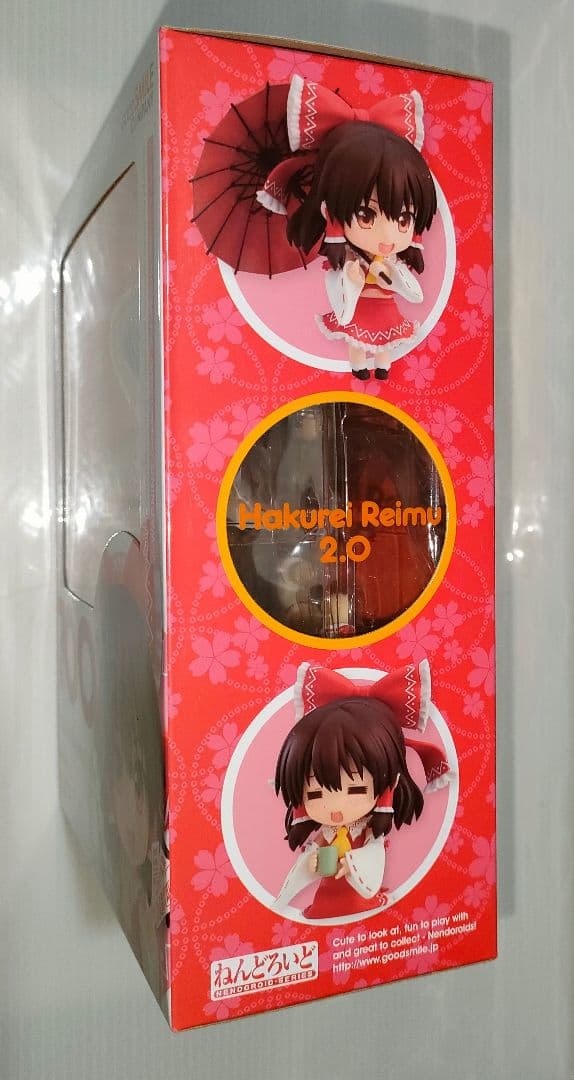 SMILE
Hakurei Reimu
2.0
Cute to look at, fun to play with
and great to collect - Nendoroids!
http://www.goodsmile.jp
ねんどろいど
NENDOROID·SERIES